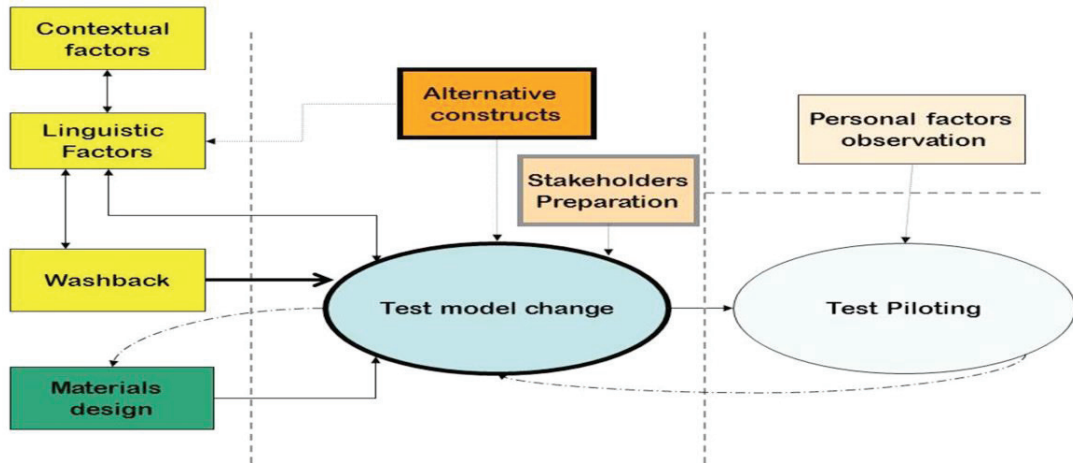 Contextual
factors
Linguistic
Factors
Washback
Materials
design
Alternative
constructs
Stakeholders
Preparation
Test model change
Personal factors
observation
Test Piloting